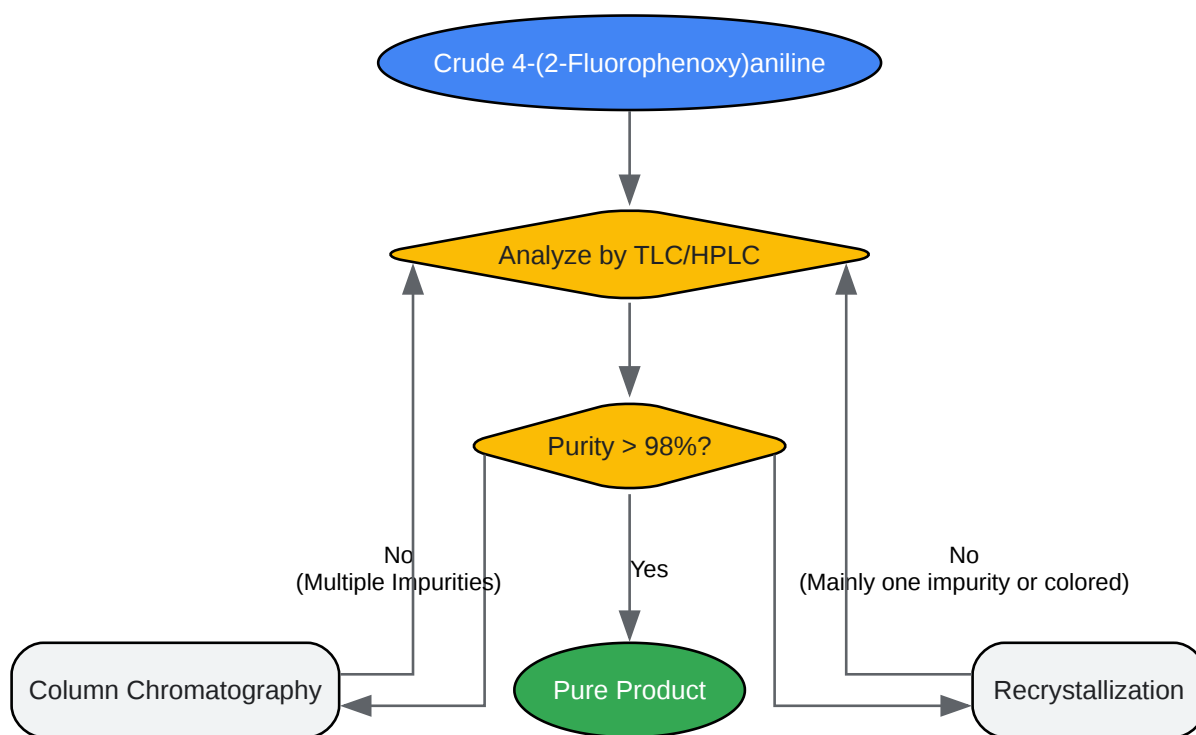 Crude 4-(2-Fluorophenoxy)aniline
Analyze by TLC/HPLC
Purity > 98%?
No
(Multiple Impurities)
Yes
No
(Mainly one impurity or colored)
Column Chromatography
Pure Product
Recrystallization